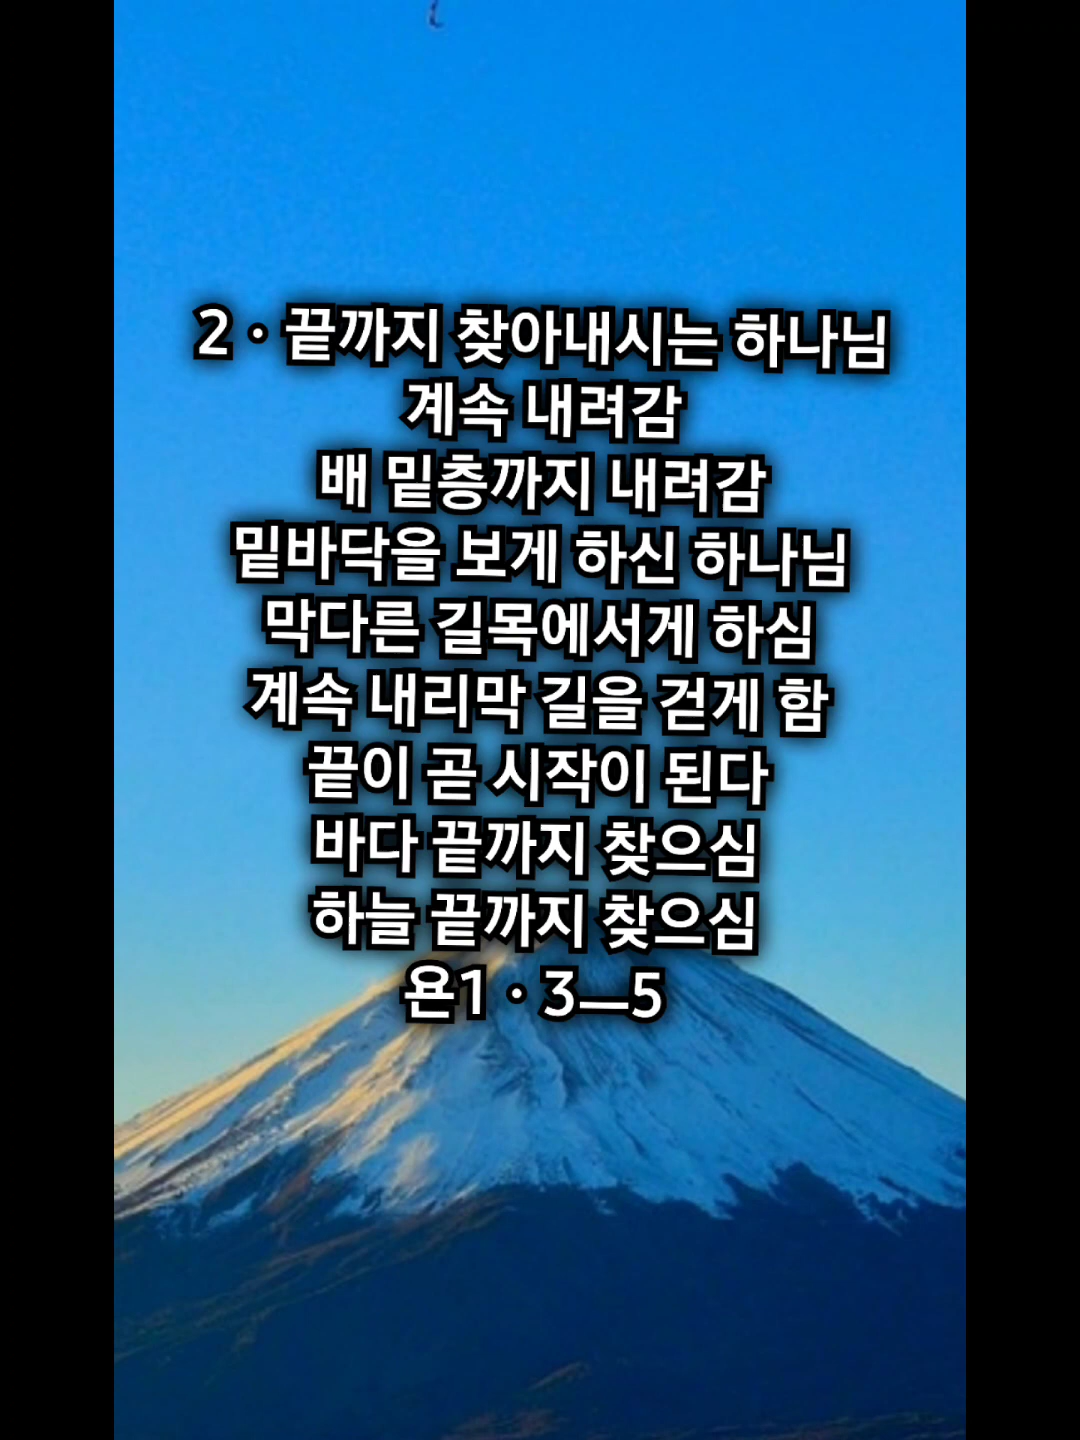 2 · 끝까지 찾아내시는 하나님
계속 내려감
배 밑층까지 내려감
밑바닥을 보게 하신 하나님
막다른 길목에서게 하심
계속 내리막 길을 걷게 함
끝이 곧 시작이 된다
바다 끝까지 찾으심
하늘 끝까지 찾으심
욘1 · 3—5